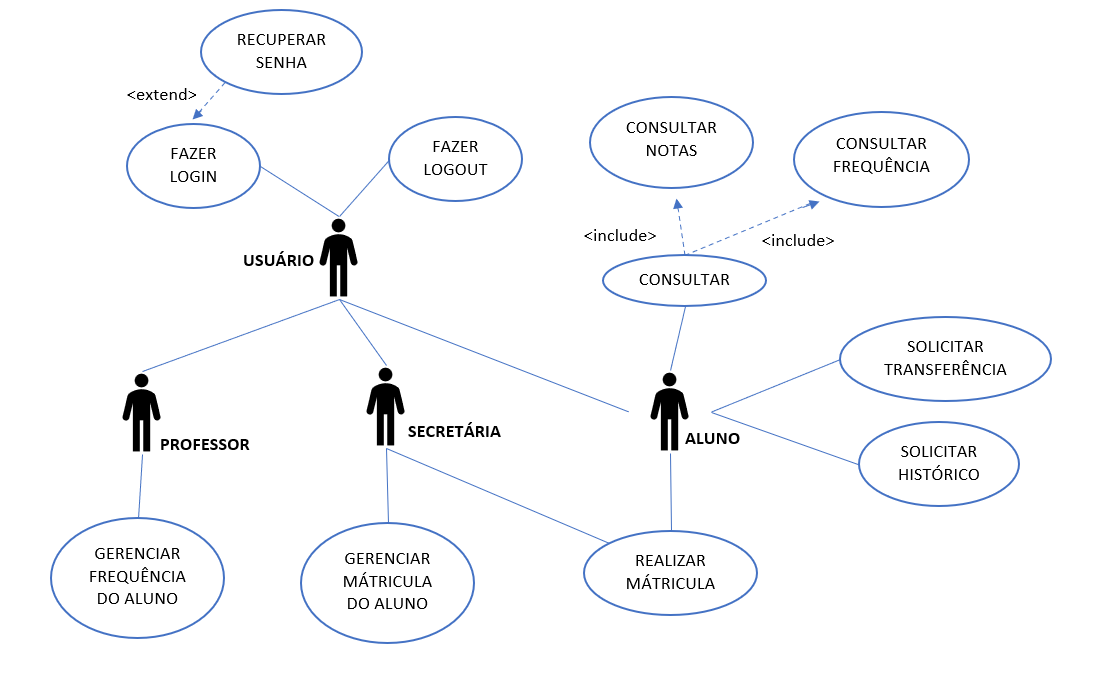 RECUPERAR
SENHA
<extend>
FAZER
LOGIN
FAZER
LOGOUT
CONSULTAR
NOTAS
CONSULTAR
FREQUÊNCIA
<include>
<include>
USUÁRIO
CONSULTAR
SOLICITAR
TRANSFERÊNCIA
PROFESSOR
SECRETÁRIA
ALUNO
SOLICITAR
HISTÓRICO
GERENCIAR
FREQUÊNCIA
DO ALUNO
GERENCIAR
MÁTRICULA
DO ALUNO
REALIZAR
MÁTRICULA